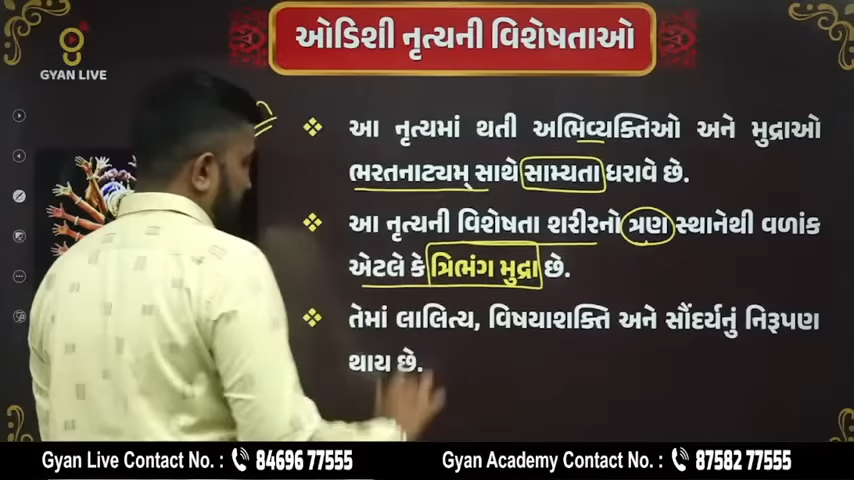 ઓડિશી નૃત્યની વિશેષતાઓ
GYAN LIVE
આ નૃત્યમાં થતી અભિવ્યક્તિઓ અને મુદ્રાઓ
ભરતનાટ્યમ્ સાથે સામ્યતા ધરાવે છે.
આ નૃત્યની વિશેષતા શરીરનો ત્રણ સ્થાનેથી વળાંક
એટલે કે ત્રિભંગ મુદ્રા છે.
તેમાં લાલિત્ય, વિષયાશક્તિ અને સૌંદર્યનું નિરૂપણ
થાય છે.
Gyan Live Contact No. : 84696 77555
Gyan Academy Contact No. : 87582 77555